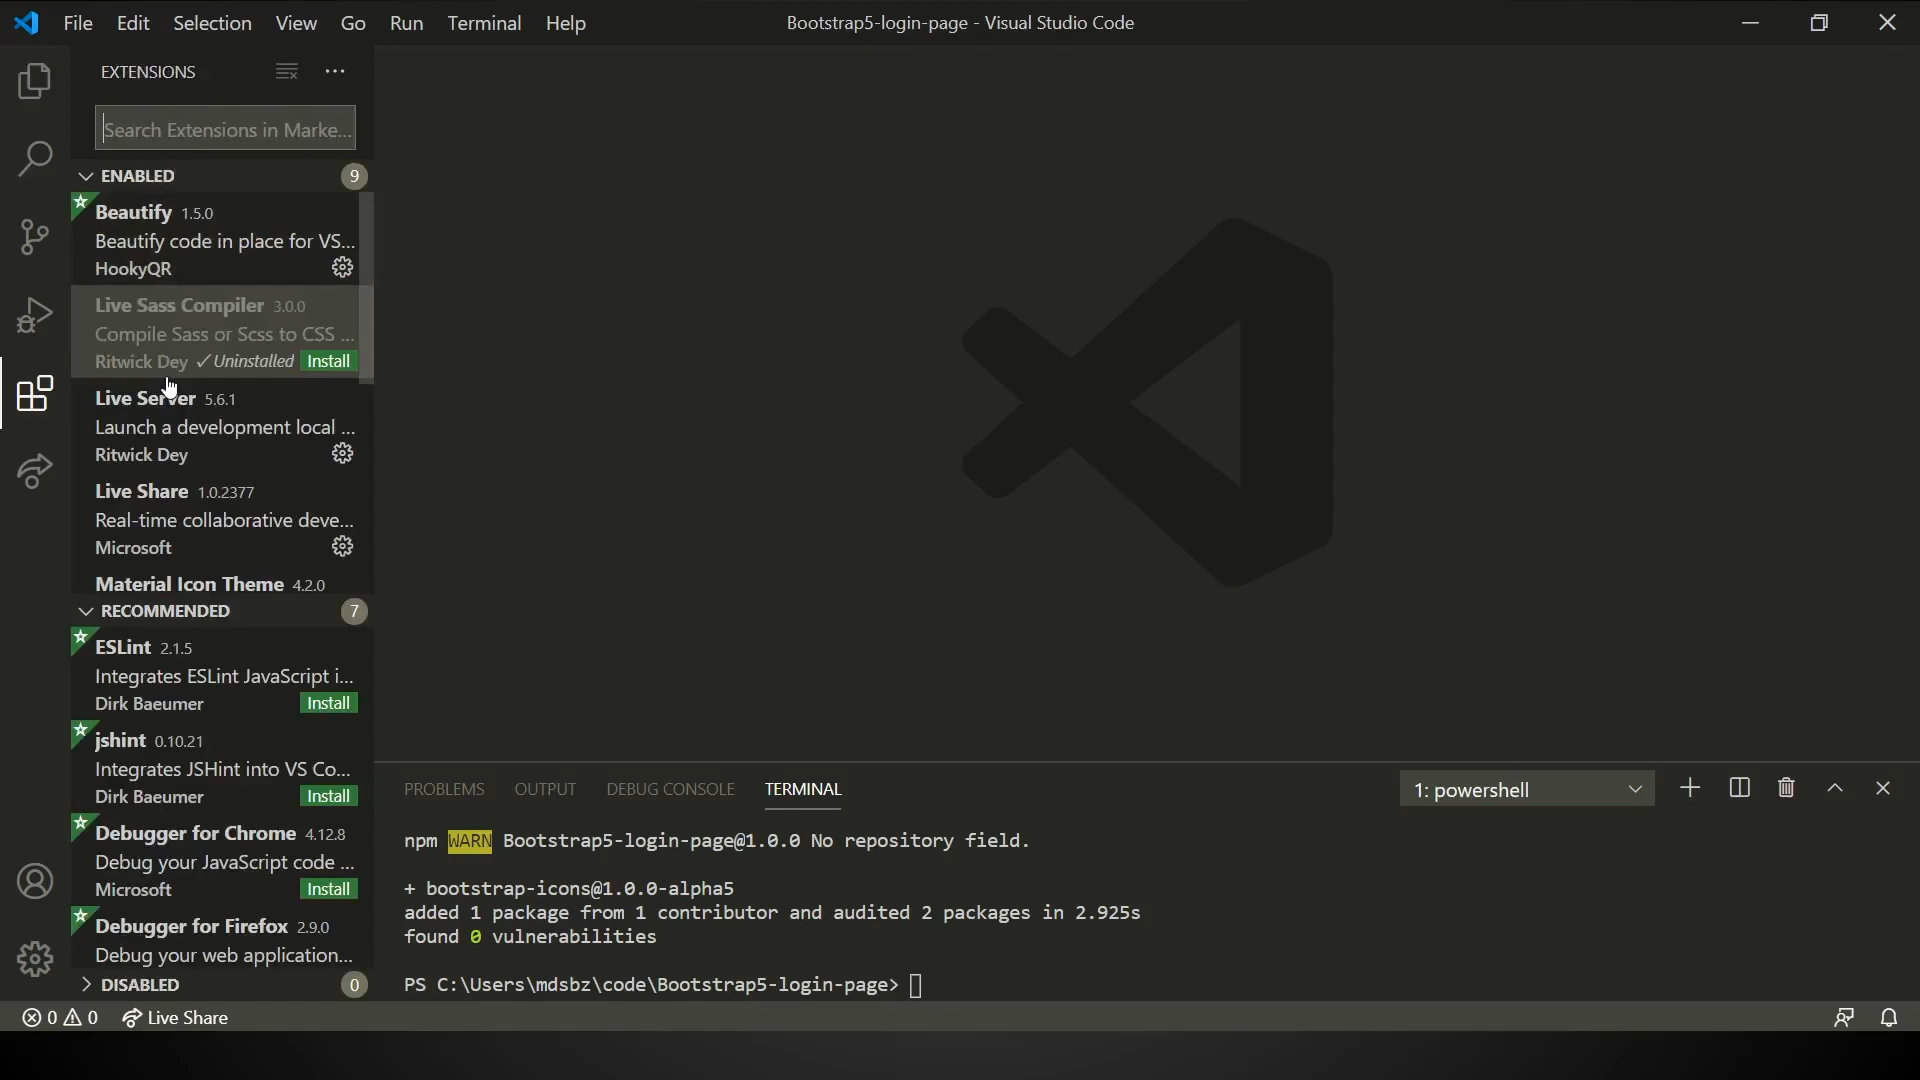 File Edit Selection View Go Run Terminal Help
Bootstrap5-login-page - Visual Studio Code
EXTENSIONS
Search Extensions in Marke...
ENABLED 9
Beautify 1.5.0
Beautify code in place for VS...
HookyQR
Live Sass Compiler 3.0.0
Compile Sass or Scss to CSS ...
Ritwick Dey ✓Uninstalled Install
Live Server 5.6.1
Launch a development local ...
Ritwick Dey
Live Share 1.0.2377
Real-time collaborative deve...
Microsoft
Material Icon Theme 4.2.0
RECOMMENDED 7
ESLint 2.1.5
Integrates ESLint JavaScript i...
Dirk Baeumer Install
jshint 0.10.21
Integrates JSHint into VS Co...
Dirk Baeumer Install
Debugger for Chrome 4.12.8
Debug your JavaScript code ...
Microsoft Install
Debugger for Firefox 2.9.0
Debug your web application...
DISABLED 0
PROBLEMS OUTPUT DEBUG CONSOLE TERMINAL
1: powershell
npm WARN Bootstrap5-login-page@1.0.0 No repository field.
+ bootstrap-icons@1.0.0-alpha5
added 1 package from 1 contributor and audited 2 packages in 2.925s
found 0 vulnerabilities
PS C:\Users\mdsbz\code\Bootstrap5-login-page>
0 0 Live Share